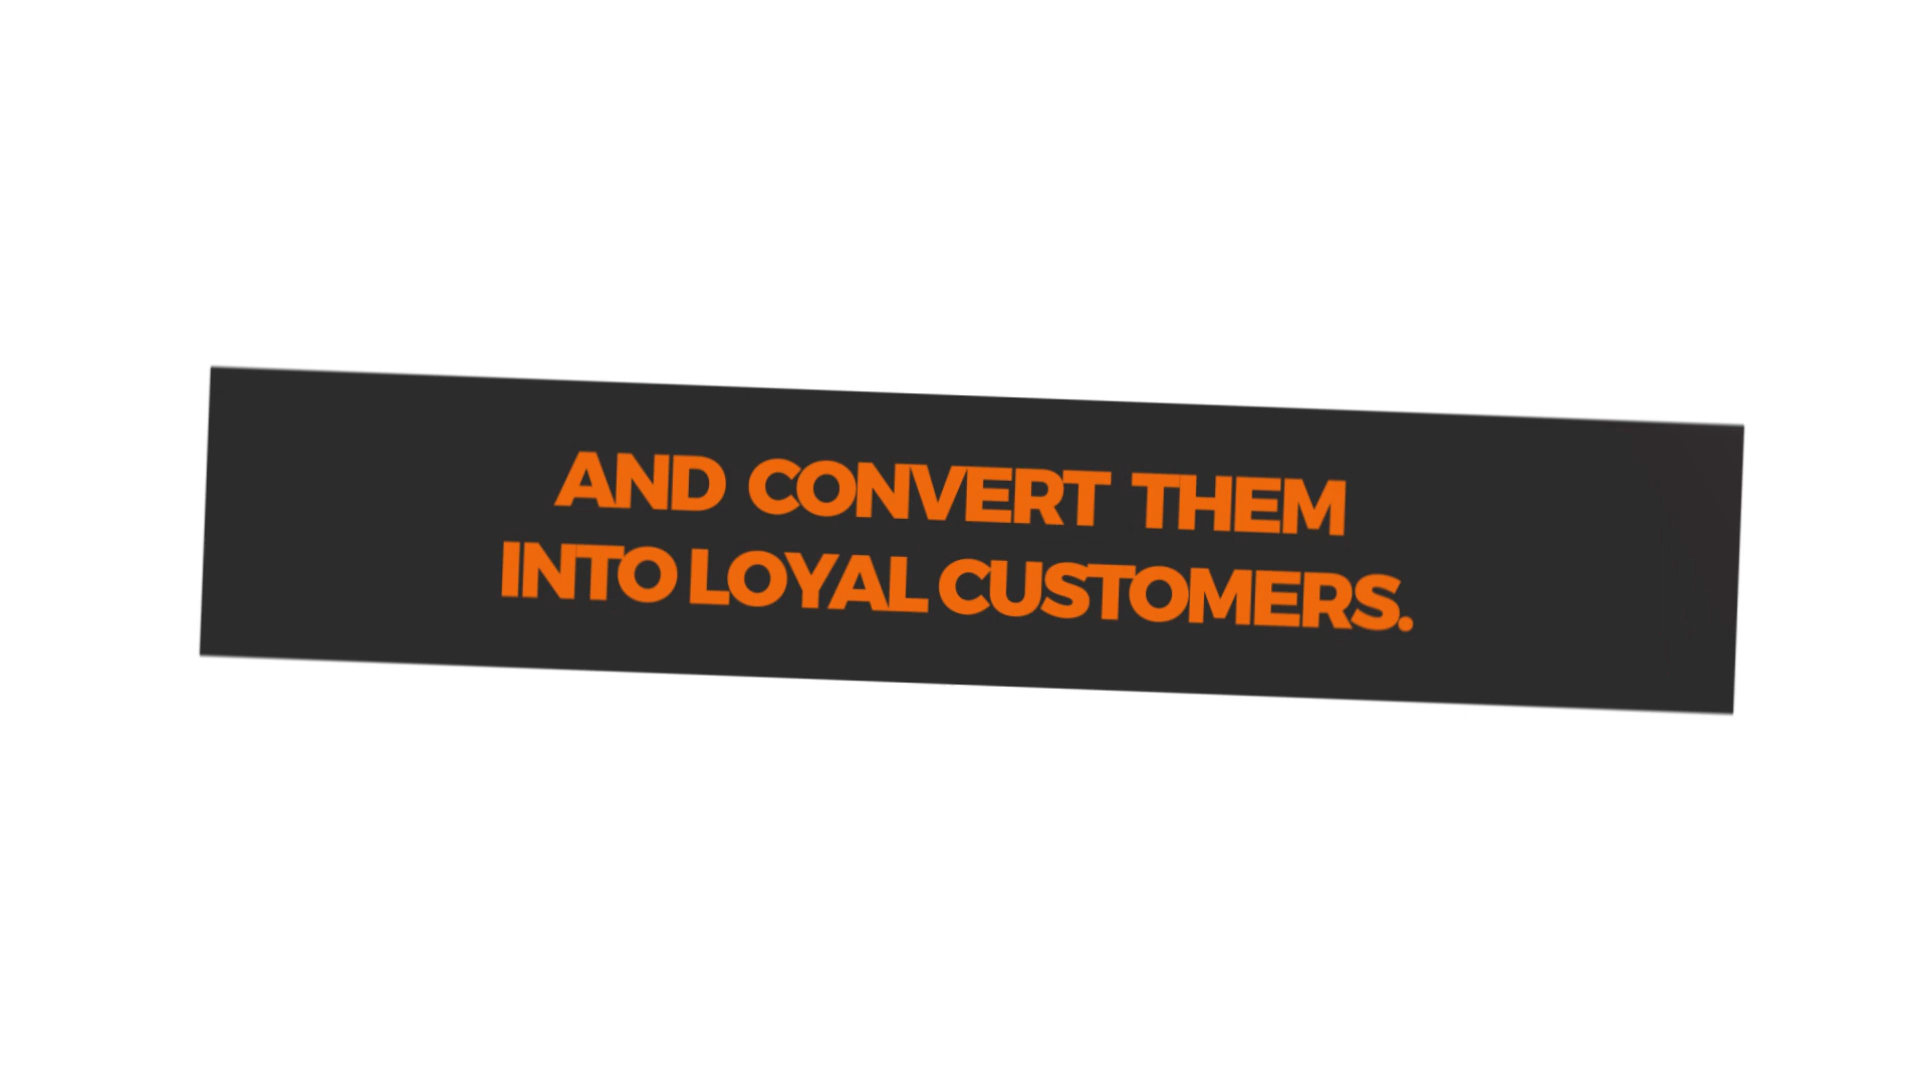 AND CONVERT THEM
INTO LOYAL CUSTOMERS.